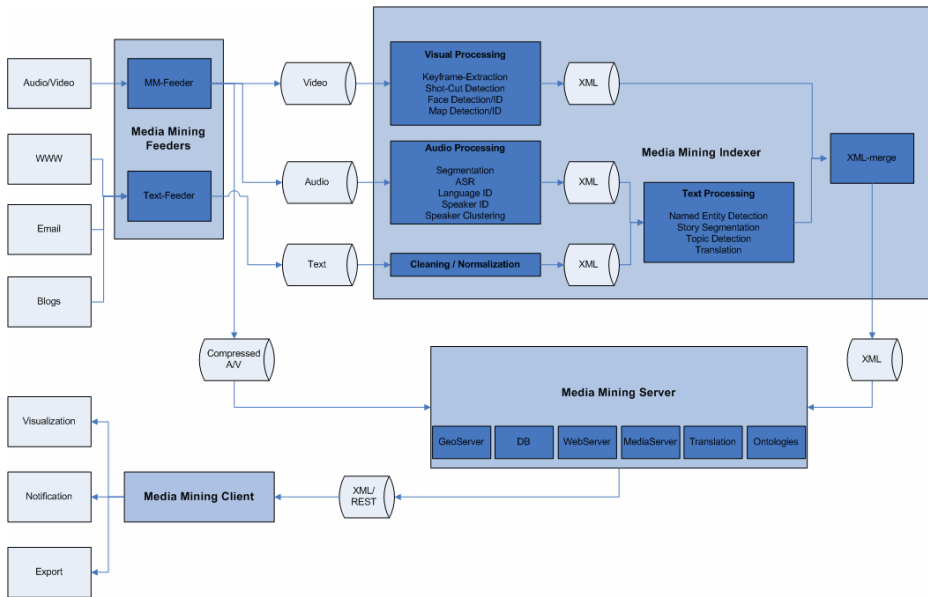 Audio/Video
WWW
Email
Blogs
MM-Feeder
Media Mining
Feeders
Text-Feeder
Video
Audio
Text
Visual Processing
Keyframe-Extraction
Shot-Cut Detection
Face Detection/ID
Map Detection/ID
Audio Processing
Segmentation
ASR
Language ID
Speaker ID
Speaker Clustering
Cleaning / Normalization
XML
XML
XML
Media Mining Indexer
Text Processing
Named Entity Detection
Story Segmentation
Topic Detection
Translation
XML-merge
Compressed
A/V
XML
Media Mining Server
GeoServer
DB
WebServer
MediaServer
Translation
Ontologies
XML/
REST
Media Mining Client
Visualization
Notification
Export